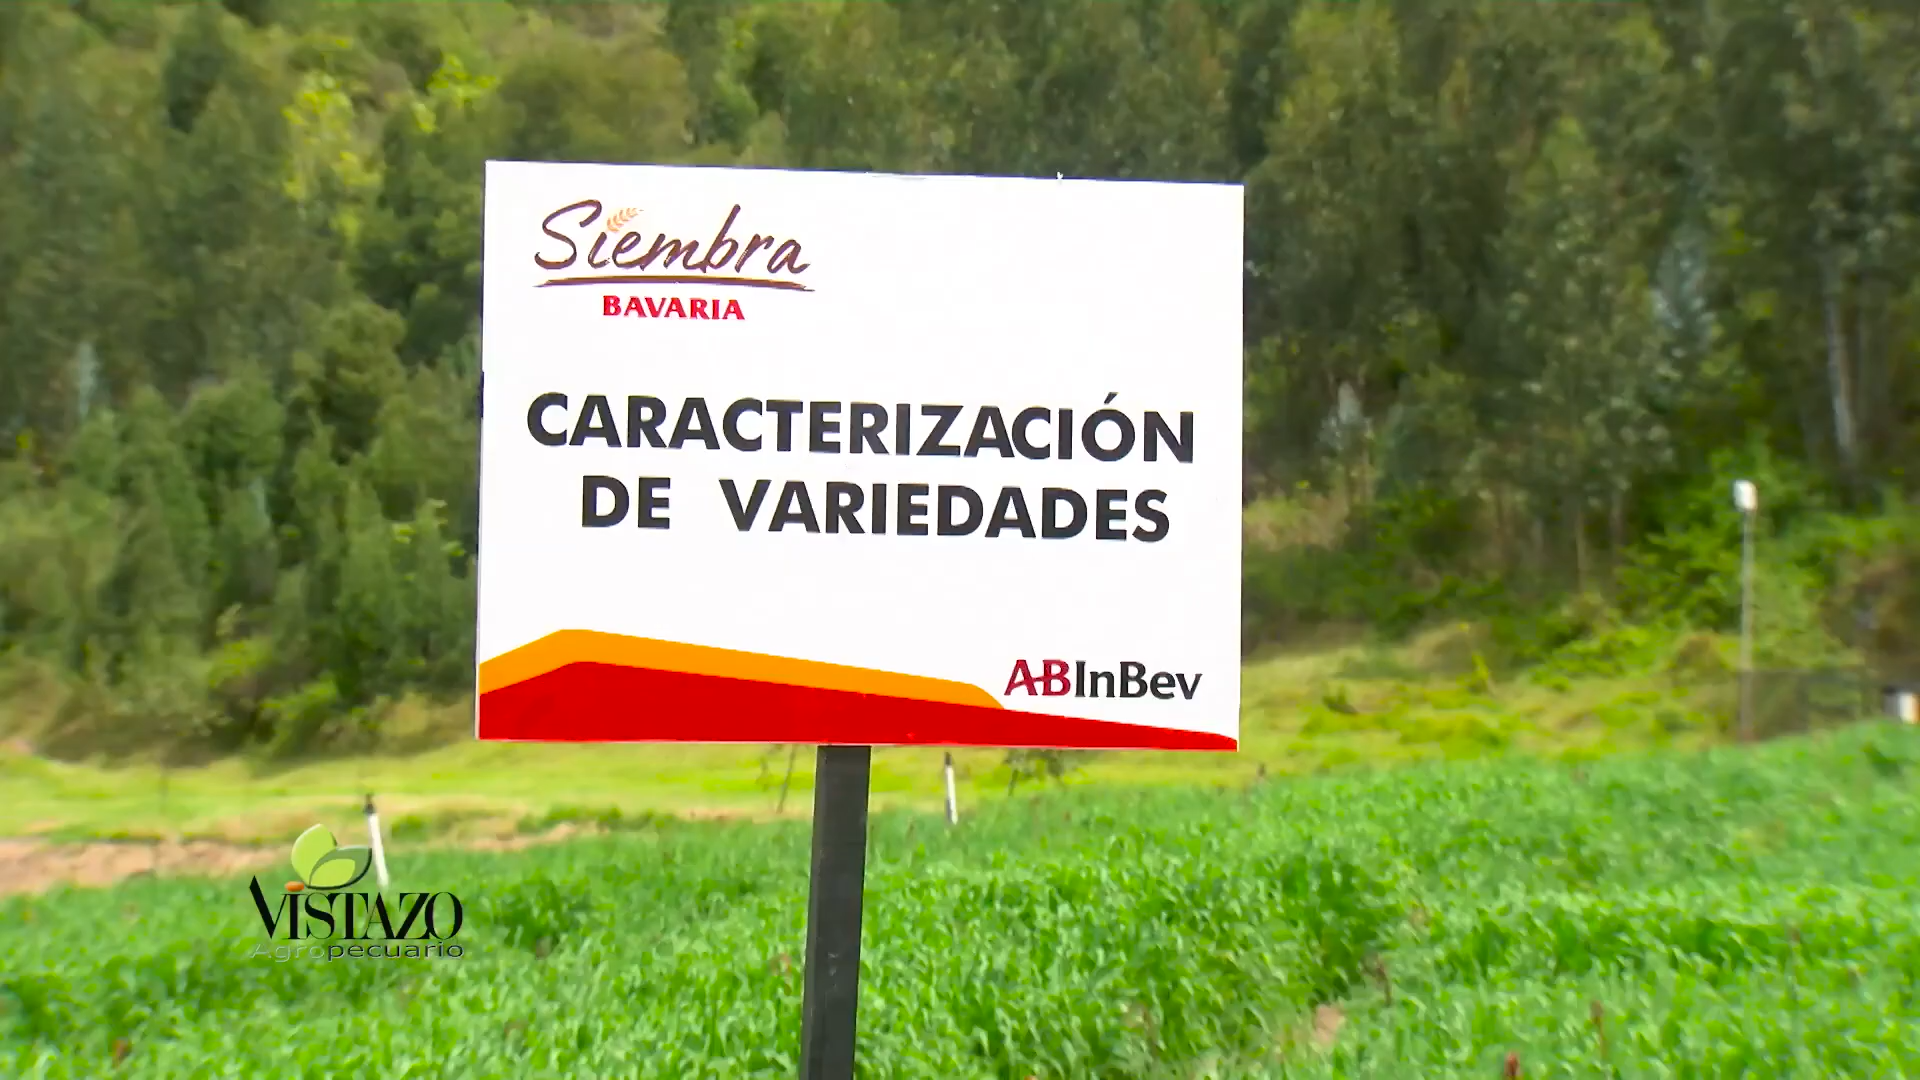 Siembra
BAVARIA
CARACTERIZACIÓN
DE VARIEDADES
ABInBev
VISTAZO
Agropecuario